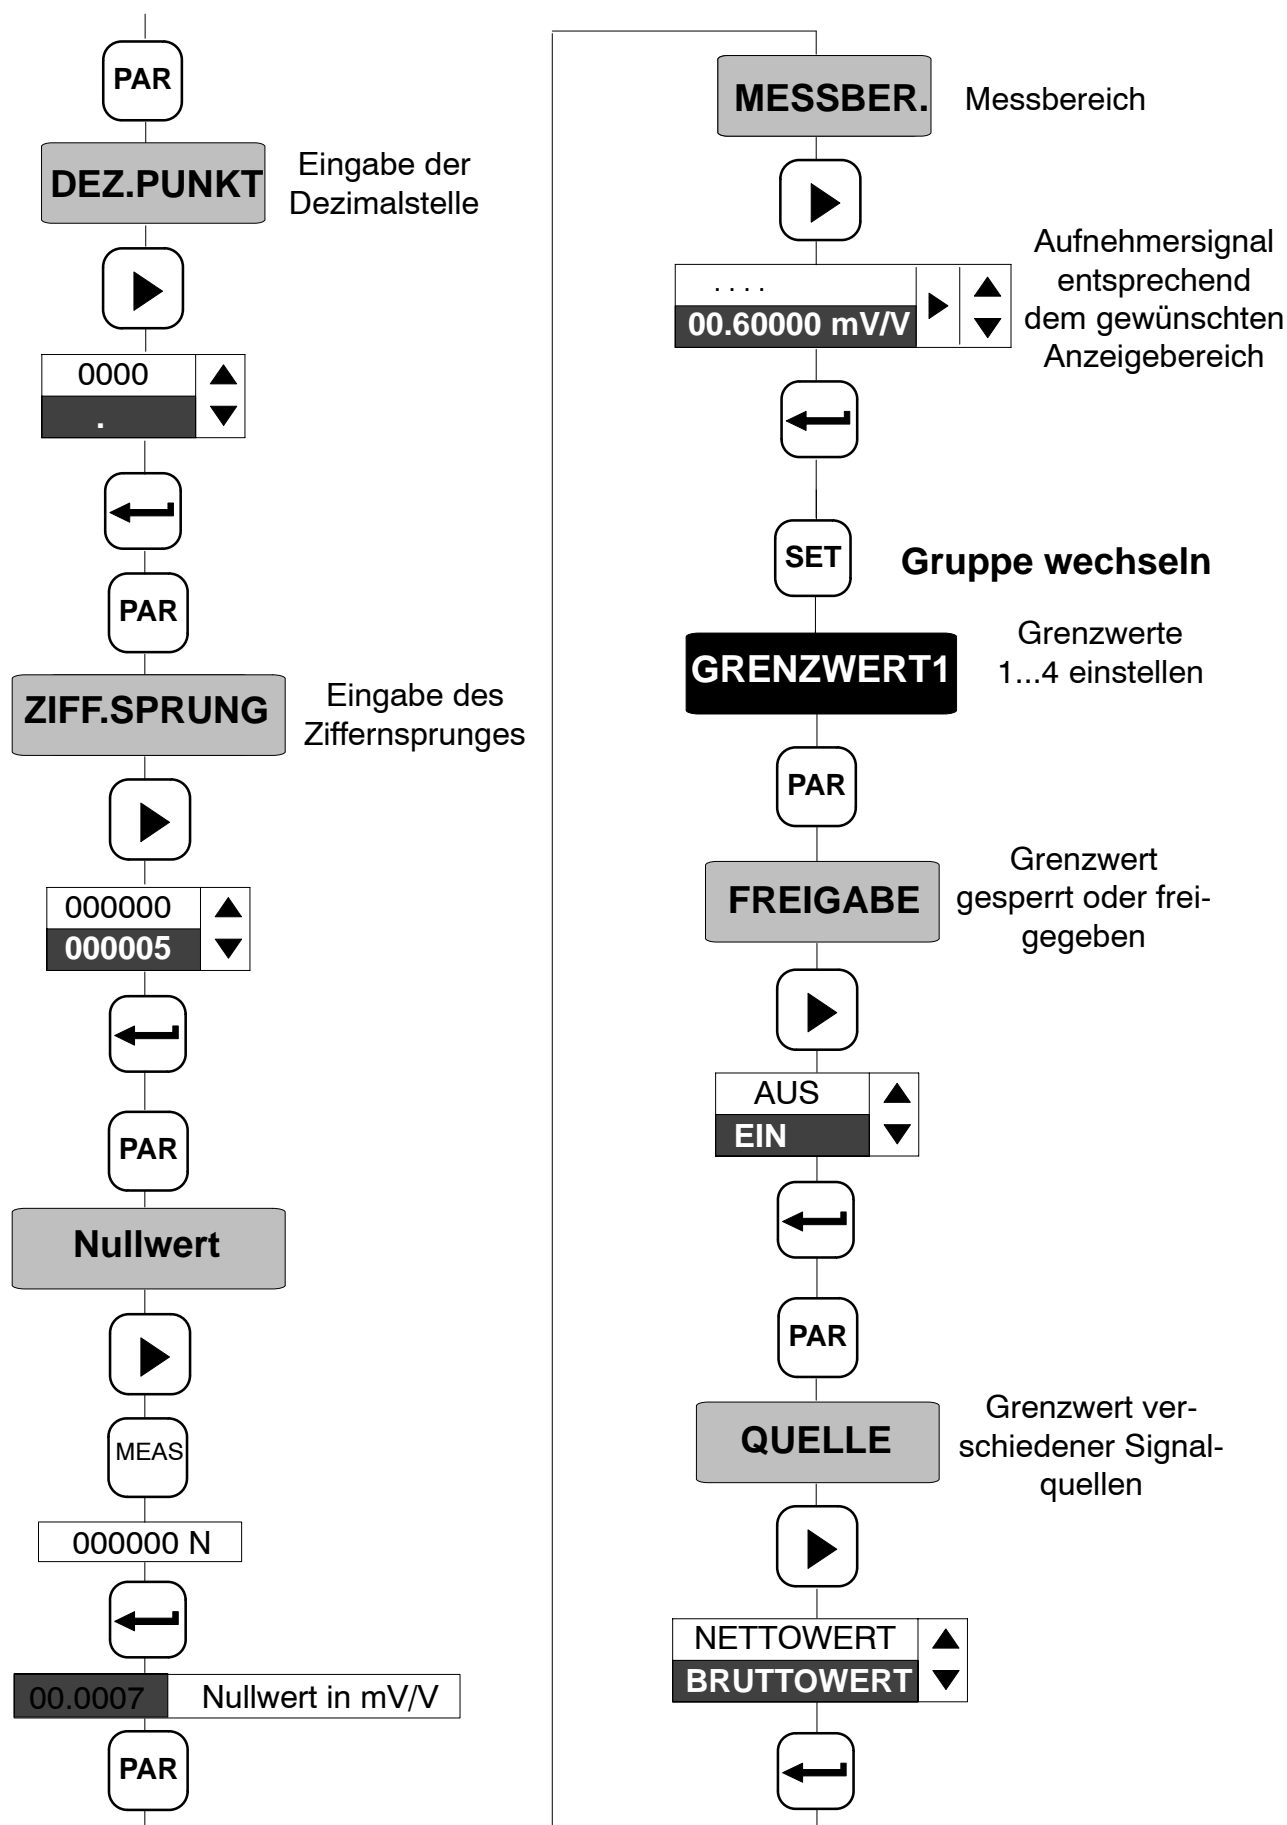 PAR
DEZ.PUNKT
Eingabe der
Dezimalstelle
0000
.
PAR
ZIFF.SPRUNG
Eingabe des
Ziffernsprunges
000000
000005
PAR
Nullwert
MEAS
000000 N
00.0007
Nullwert in mV/V
PAR
MESSBER.
Messbereich
. . . .
00.60000 mV/V
Aufnehmersignal
entsprechend
dem gewünschten
Anzeigebereich
SET
Gruppe wechseln
GRENZWERT1
Grenzwerte
1...4 einstellen
PAR
FREIGABE
Grenzwert
gesperrt oder frei-
gegeben
AUS
EIN
PAR
QUELLE
Grenzwert ver-
schiedener Signal-
quellen
NETTOWERT
BRUTTOWERT